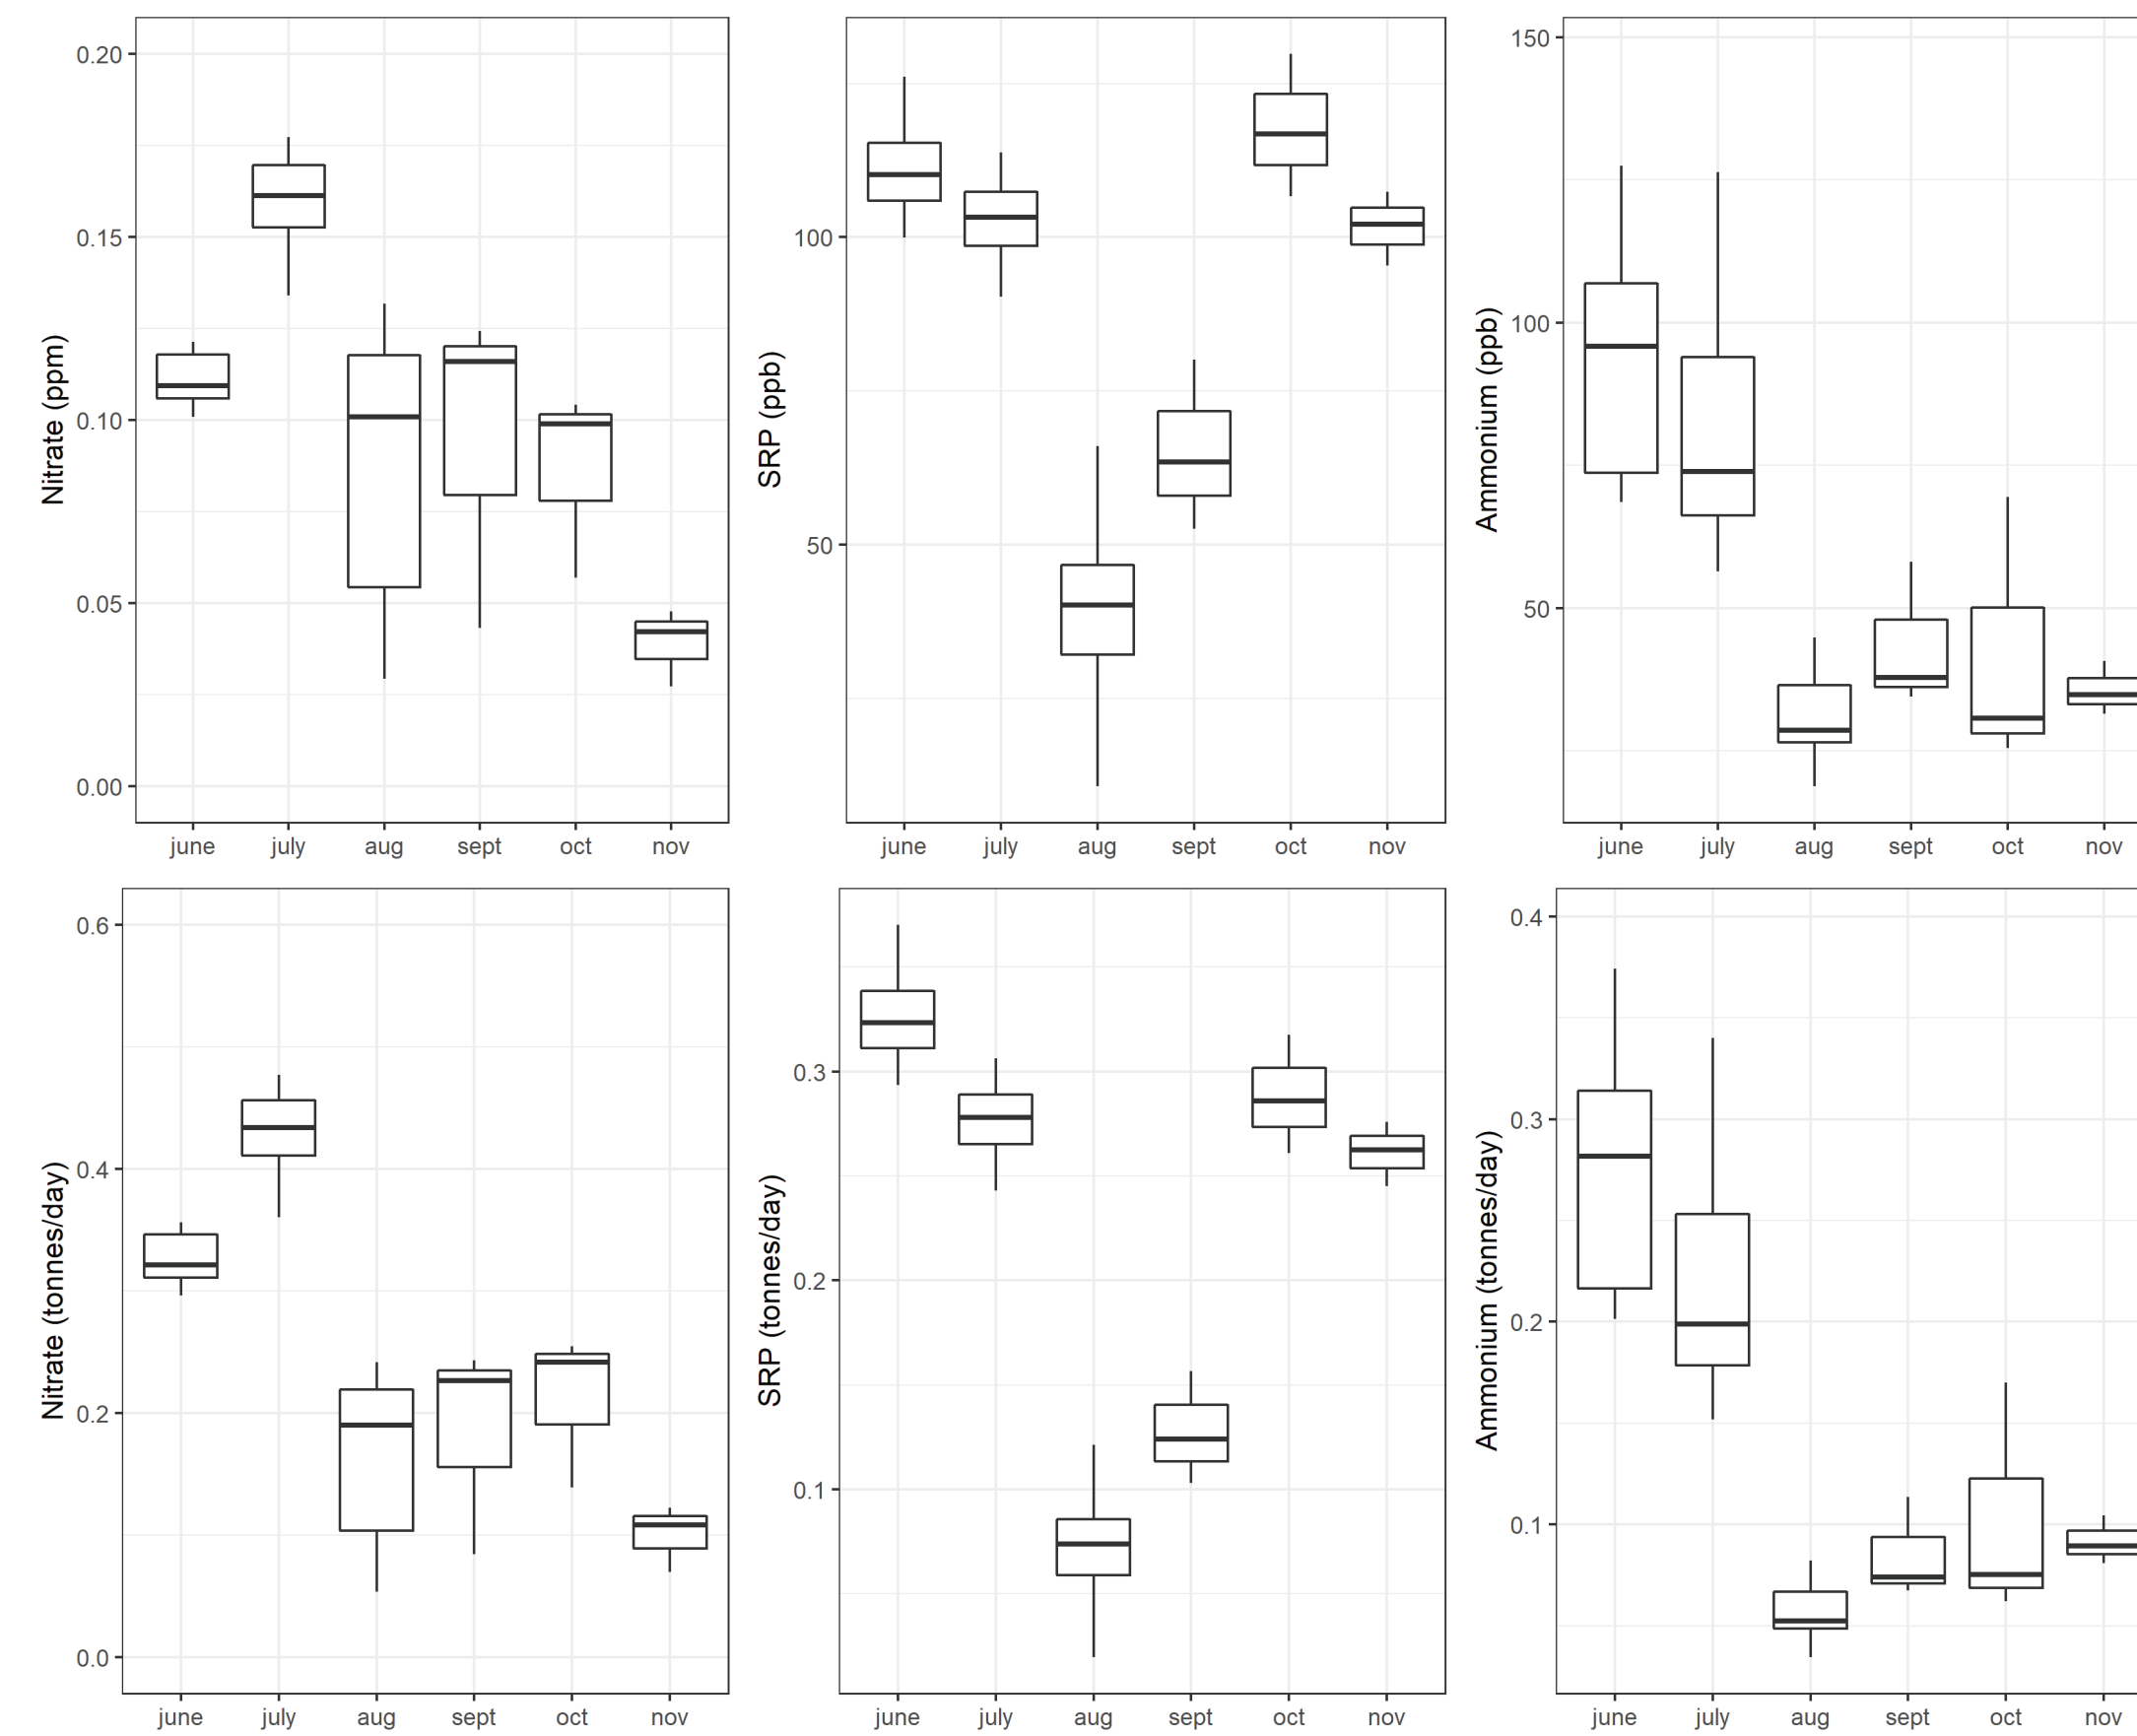 Nitrate (ppm)
0.20
0.15
0.10
0.05
0.00
june july aug sept oct nov
SRP (ppb)
100
50
june july aug sept oct nov
Ammonium (ppb)
150
100
50
june july aug sept oct nov
Nitrate (tonnes/day)
0.6
0.4
0.2
0.0
june july aug sept oct nov
SRP (tonnes/day)
0.3
0.2
0.1
june july aug sept oct nov
Ammonium (tonnes/day)
0.4
0.3
0.2
0.1
june july aug sept oct nov